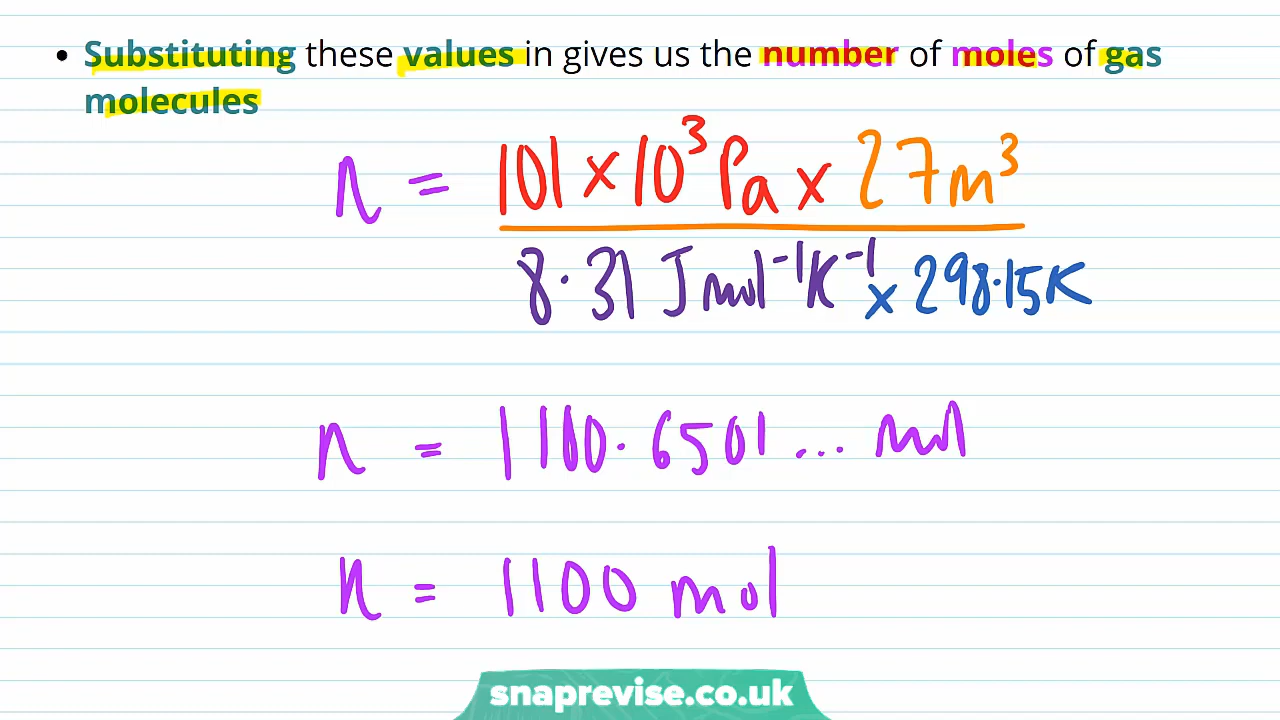 • Substituting these values in gives us the number of moles of gas
molecules
n = 101 × 10³ Pa × 27 m³
8.31 J mol⁻¹ K⁻¹ × 298.15 K
n = 1100.6501... mol
n = 1100 mol
snaprevise.co.uk